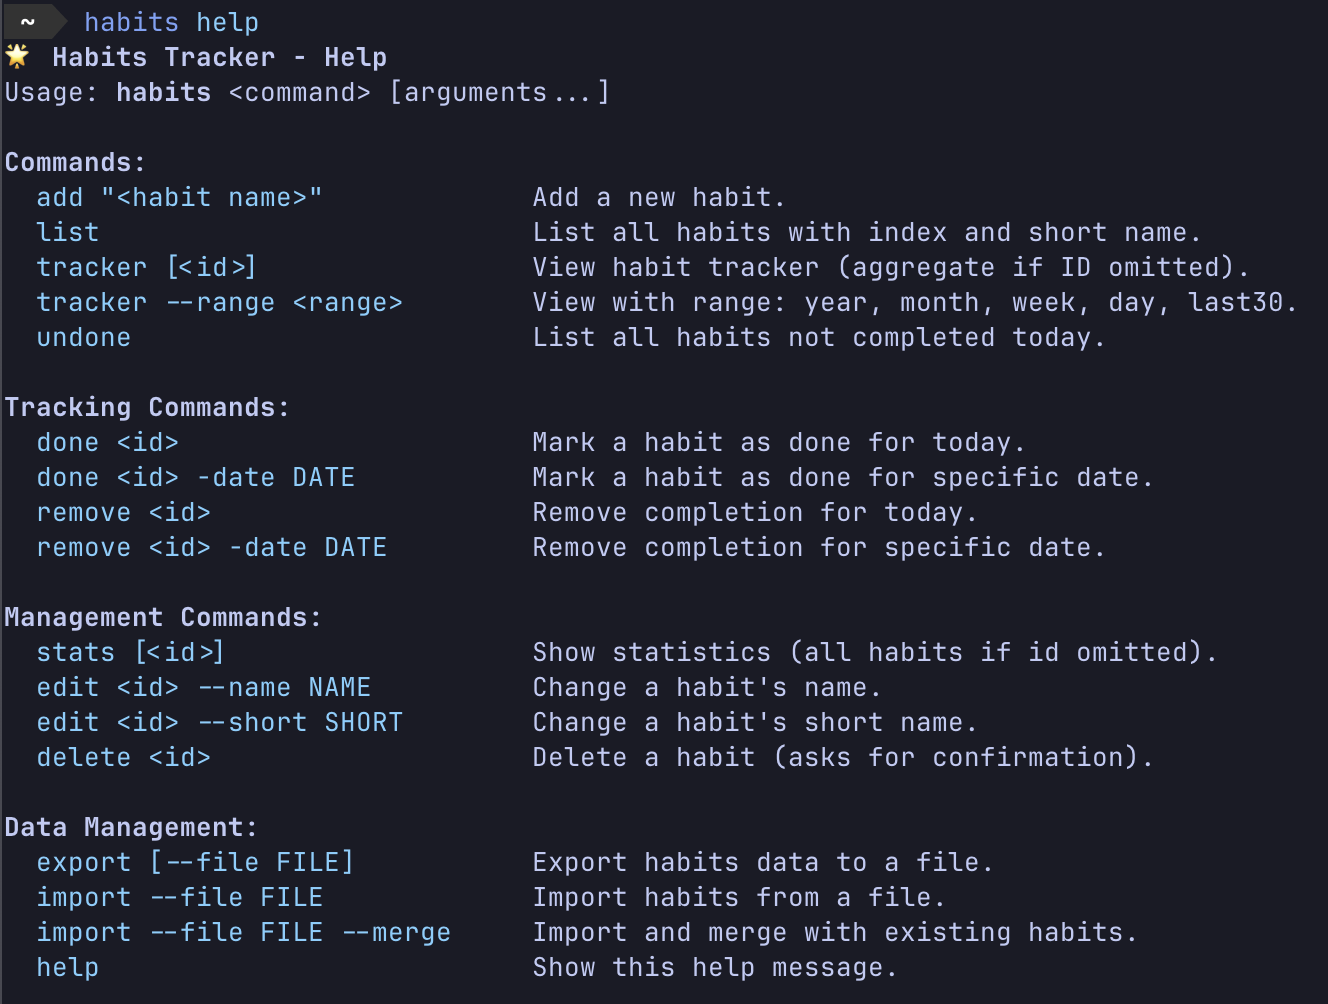 ~ habits help
🌟 Habits Tracker - Help
Usage: habits <command> [arguments...]

Commands:
  add "<habit name>"             Add a new habit.
  list                           List all habits with index and short name.
  tracker [<id>]                 View habit tracker (aggregate if ID omitted).
  tracker --range <range>        View with range: year, month, week, day, last30.
  undone                         List all habits not completed today.

Tracking Commands:
  done <id>                      Mark a habit as done for today.
  done <id> -date DATE           Mark a habit as done for specific date.
  remove <id>                    Remove completion for today.
  remove <id> -date DATE         Remove completion for specific date.

Management Commands:
  stats [<id>]                   Show statistics (all habits if id omitted).
  edit <id> --name NAME          Change a habit's name.
  edit <id> --short SHORT        Change a habit's short name.
  delete <id>                    Delete a habit (asks for confirmation).

Data Management:
  export [--file FILE]           Export habits data to a file.
  import --file FILE             Import habits from a file.
  import --file FILE --merge     Import and merge with existing habits.
  help                           Show this help message.